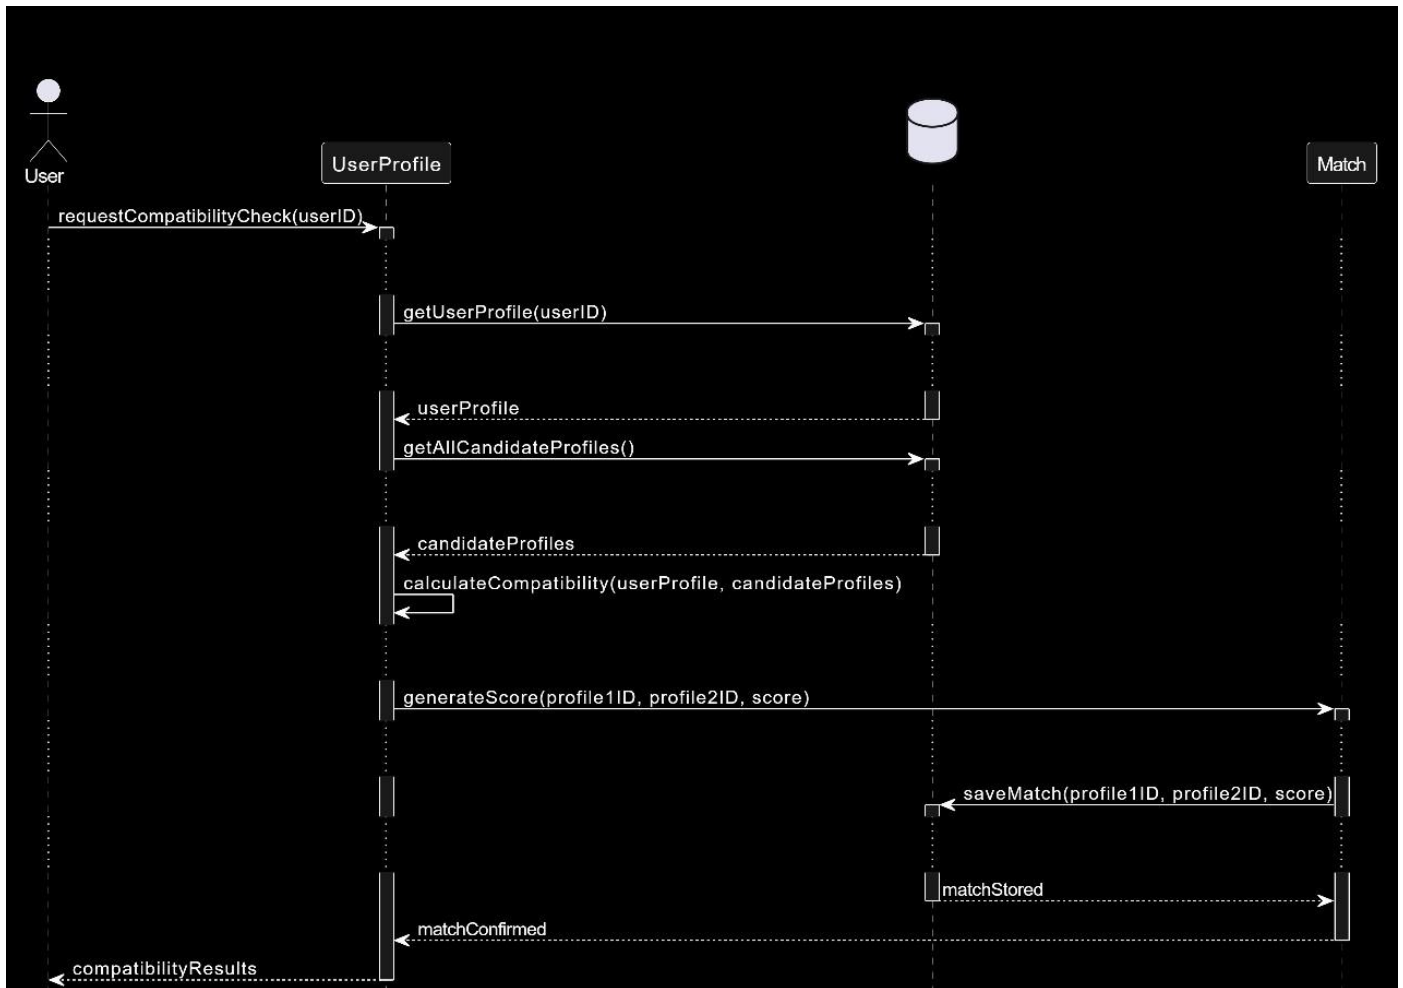 User
UserProfile
Match
requestCompatibilityCheck(userID)
getUserProfile(userID)
userProfile
getAllCandidateProfiles()
candidateProfiles
calculateCompatibility(userProfile, candidateProfiles)
generateScore(profile1ID, profile2ID, score)
saveMatch(profile1ID, profile2ID, score)
matchStored
matchConfirmed
compatibilityResults